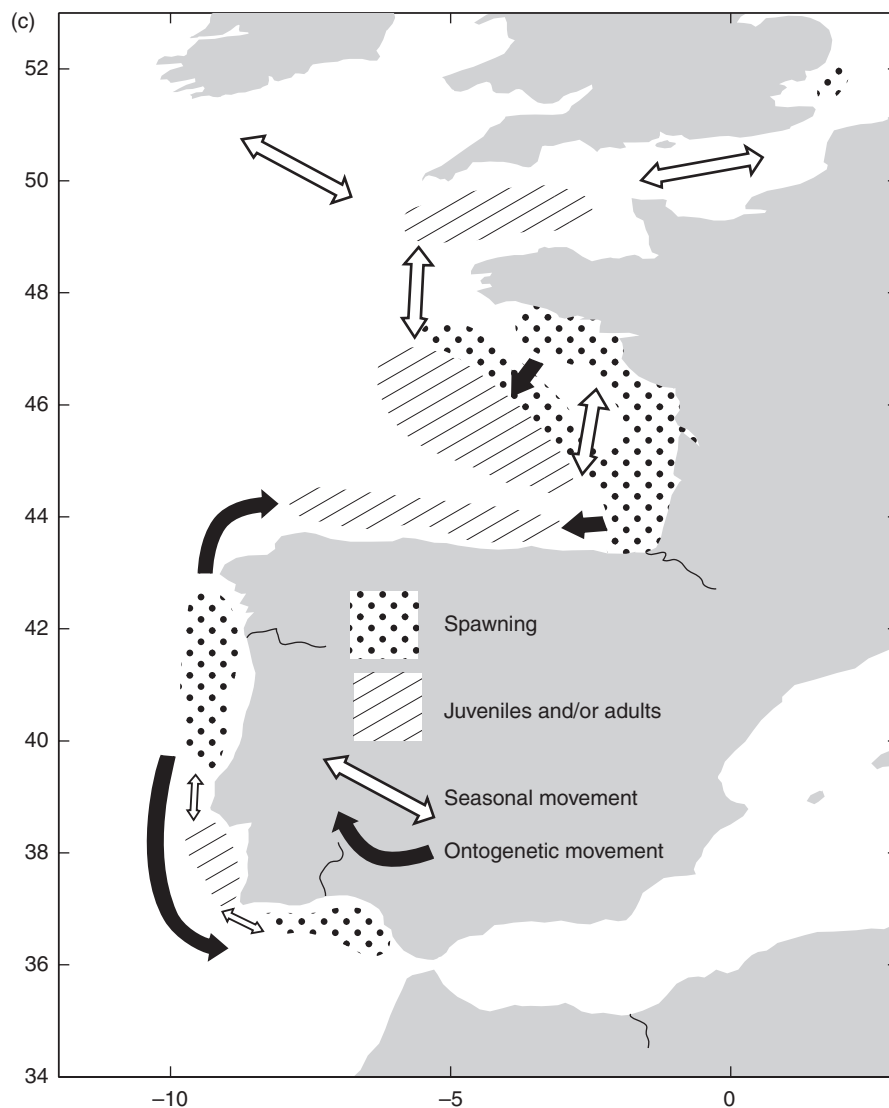 (c)
52
50
48
46
44
42
40
38
36
34
Spawning
Juveniles and/or adults
Seasonal movement
Ontogenetic movement
−10
−5
0